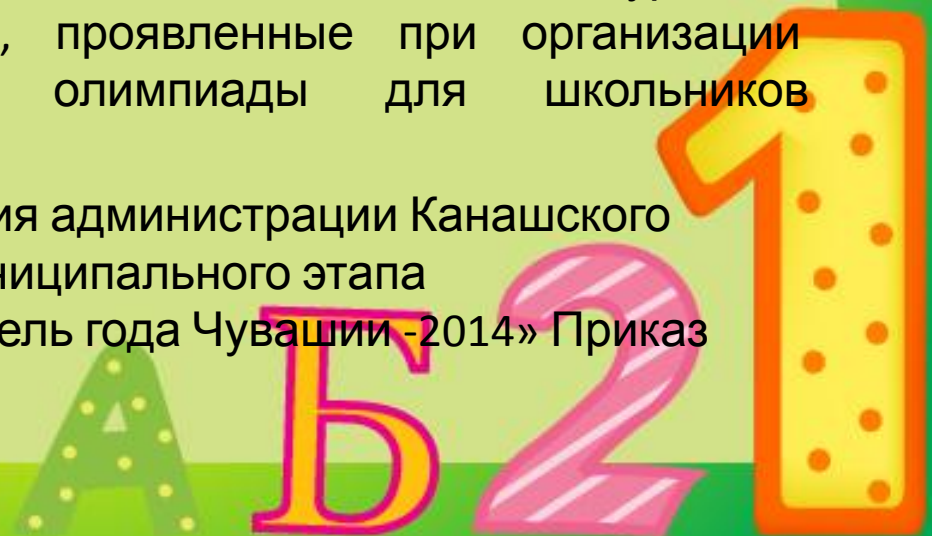 , проявленные при организации
олимпиады для школьников
ия администрации Канашского
ниципального этапа
ель года Чувашии -2014» Приказ
А Б 2 1